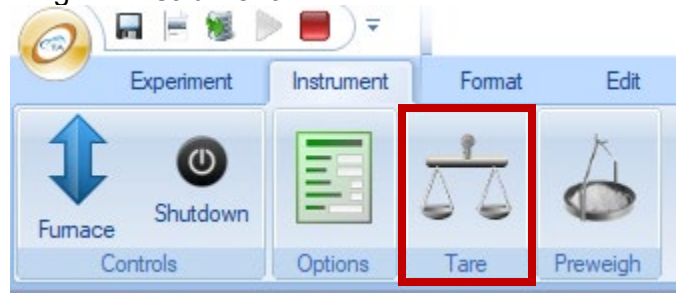 Experiment Instrument Format Edit
Furnace Shutdown
Controls Options Tare Preweigh